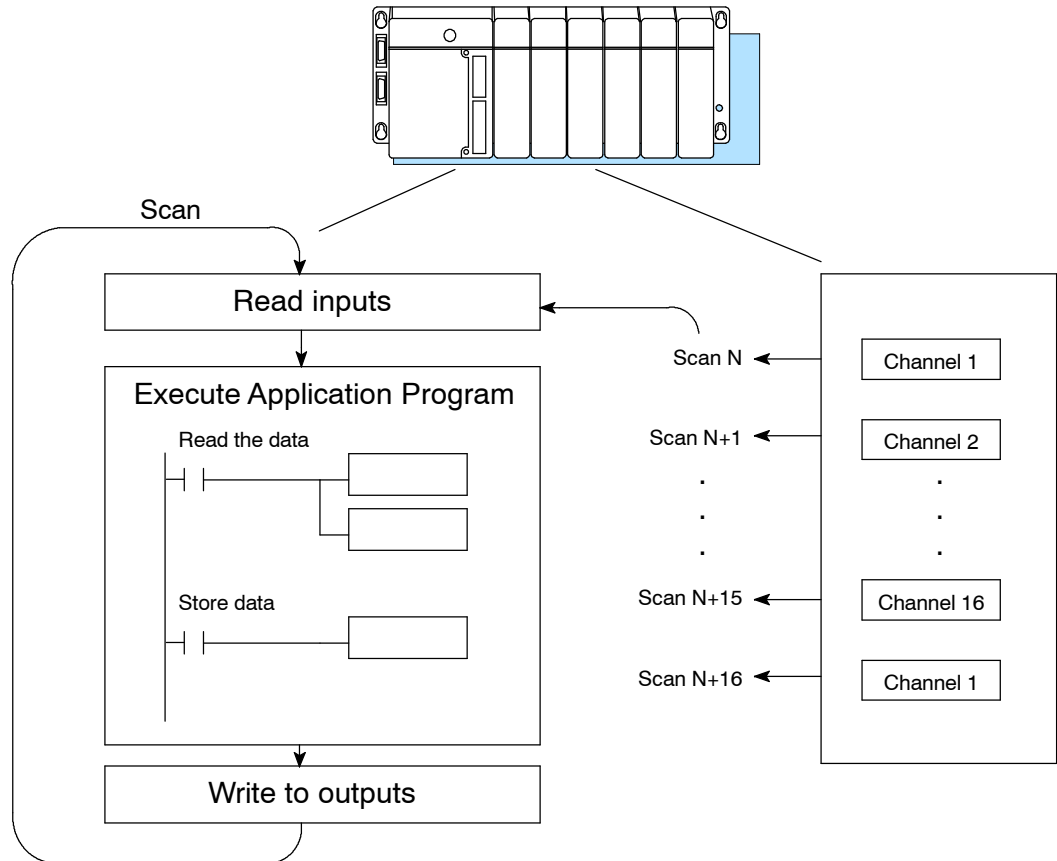 Scan
Read inputs
Execute Application Program
Read the data
Store data
Write to outputs
Scan N
Channel 1
Scan N+1
Channel 2
.
.
.
.
.
.
Scan N+15
Channel 16
Scan N+16
Channel 1